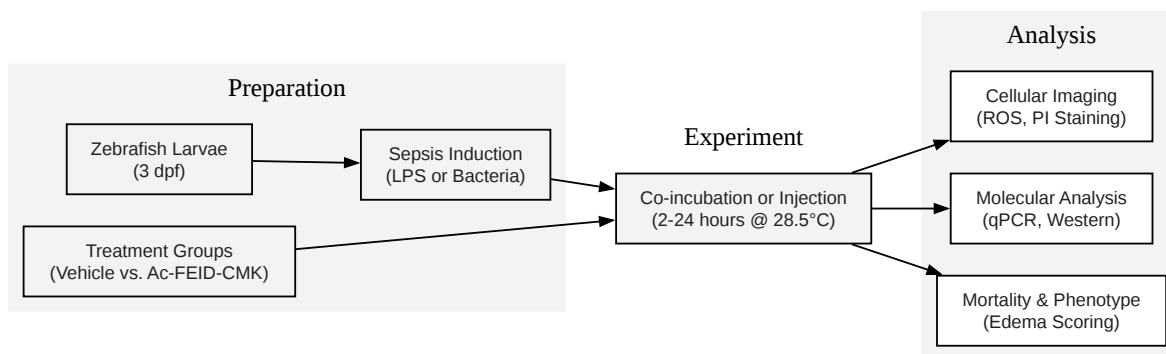 Preparation
Zebrafish Larvae
(3 dpf)
Sepsis Induction
(LPS or Bacteria)
Treatment Groups
(Vehicle vs. Ac-FEID-CMK)
Experiment
Co-incubation or Injection
(2-24 hours @ 28.5°C)
Analysis
Cellular Imaging
(ROS, PI Staining)
Molecular Analysis
(qPCR, Western)
Mortality & Phenotype
(Edema Scoring)